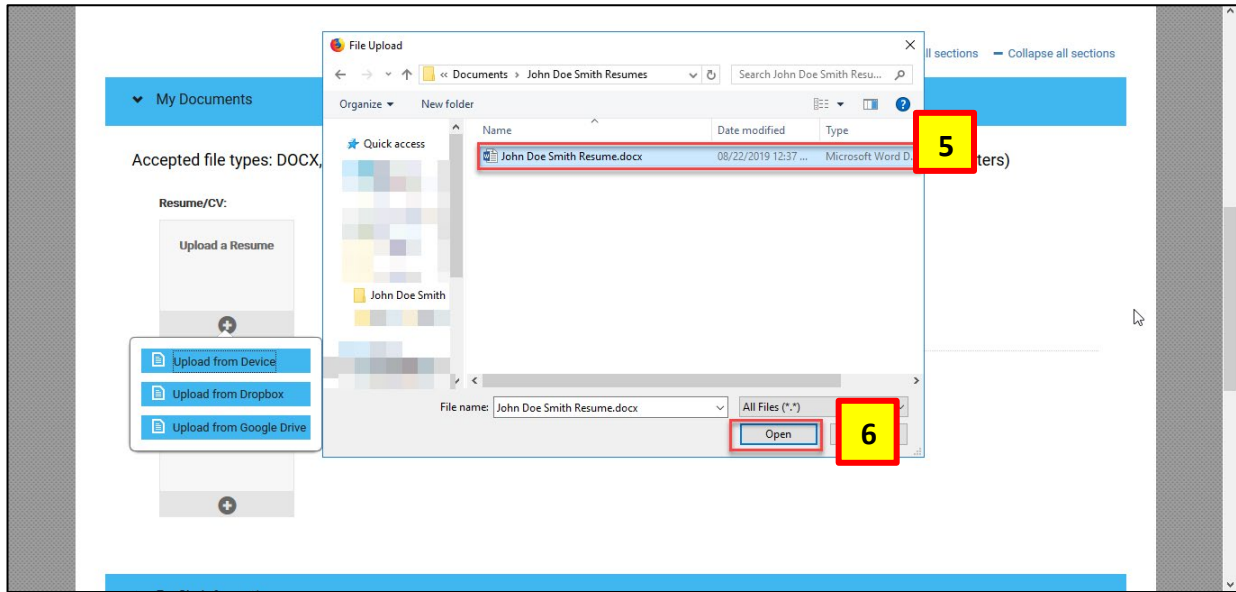 File Upload
ll sections − Collapse all sections
« Documents › John Doe Smith Resumes
Search John Doe Smith Resu...
My Documents
Organize
New folder
Name
Date modified
Type
5
Quick access
John Doe Smith Resume.docx
08/22/2019 12:37 ...
Microsoft Word D
Accepted file types: DOCX,
ters)
Resume/CV:
Upload a Resume
John Doe Smith
Upload from Device
Upload from Dropbox
Upload from Google Drive
File name:
John Doe Smith Resume.docx
All Files (*.*)
Open
6